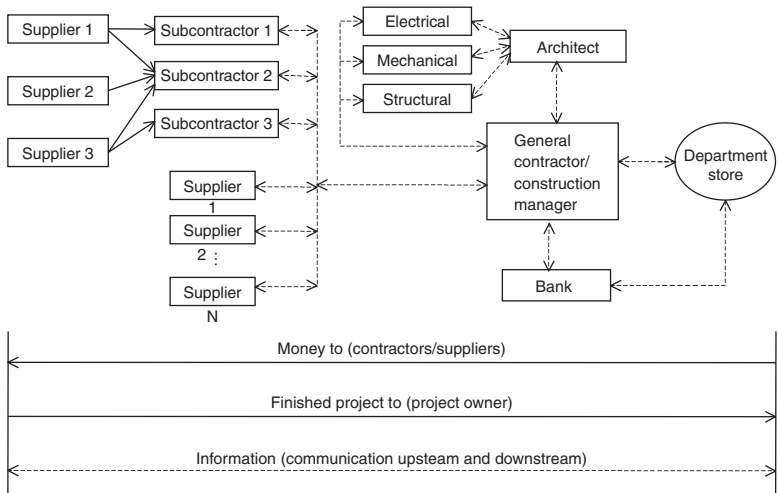 Supplier 1
Supplier 2
Supplier 3
Subcontractor 1
Subcontractor 2
Subcontractor 3
Supplier
1
Supplier
2 ⋮
Supplier
N
Electrical
Mechanical
Structural
Architect
General
contractor/
construction
manager
Department
store
Bank
Money to (contractors/suppliers)
Finished project to (project owner)
Information (communication upsteam and downstream)